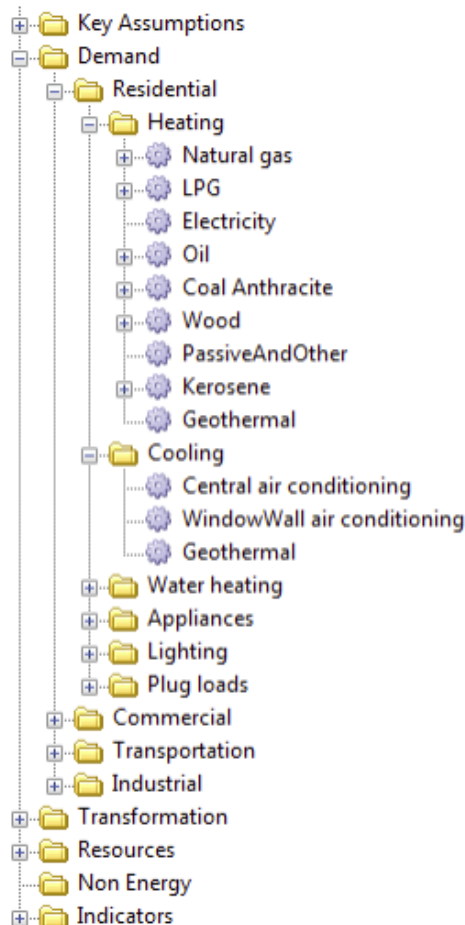 Key Assumptions
Demand
Residential
Heating
Natural gas
LPG
Electricity
Oil
Coal Anthracite
Wood
PassiveAndOther
Kerosene
Geothermal
Cooling
Central air conditioning
WindowWall air conditioning
Geothermal
Water heating
Appliances
Lighting
Plug loads
Commercial
Transportation
Industrial
Transformation
Resources
Non Energy
Indicators